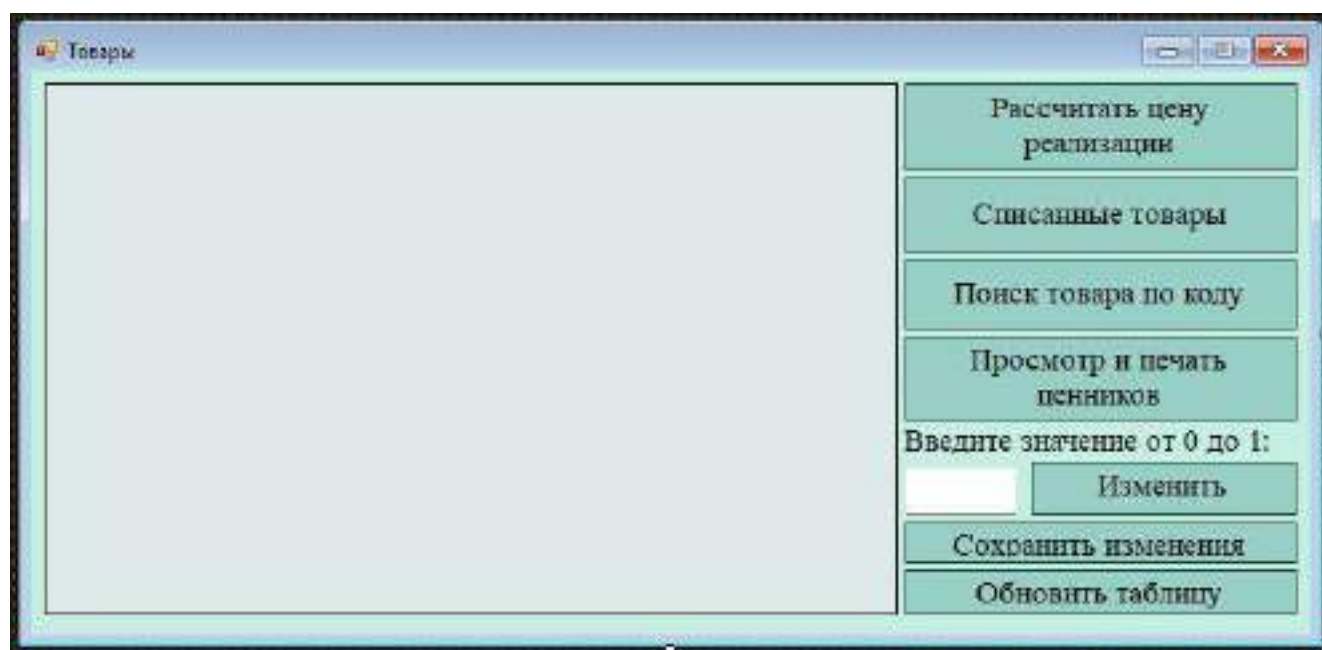 Товары
Рассчитать цену
реализации
Списанные товары
Поиск товара по коду
Просмотр и печать
ценников
Введите значение от 0 до 1:
Изменить
Сохранить изменения
Обновить таблицу